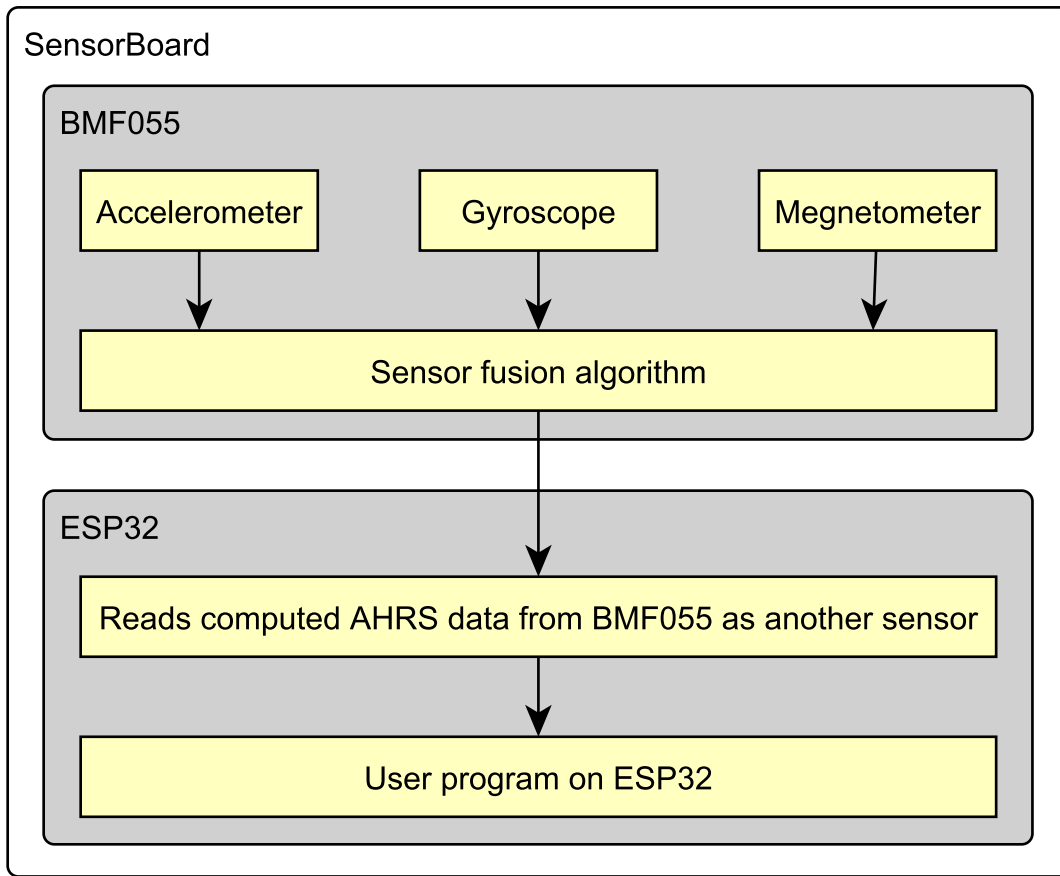 SensorBoard
BMF055
Accelerometer
Gyroscope
Megnetometer
Sensor fusion algorithm
ESP32
Reads computed AHRS data from BMF055 as another sensor
User program on ESP32